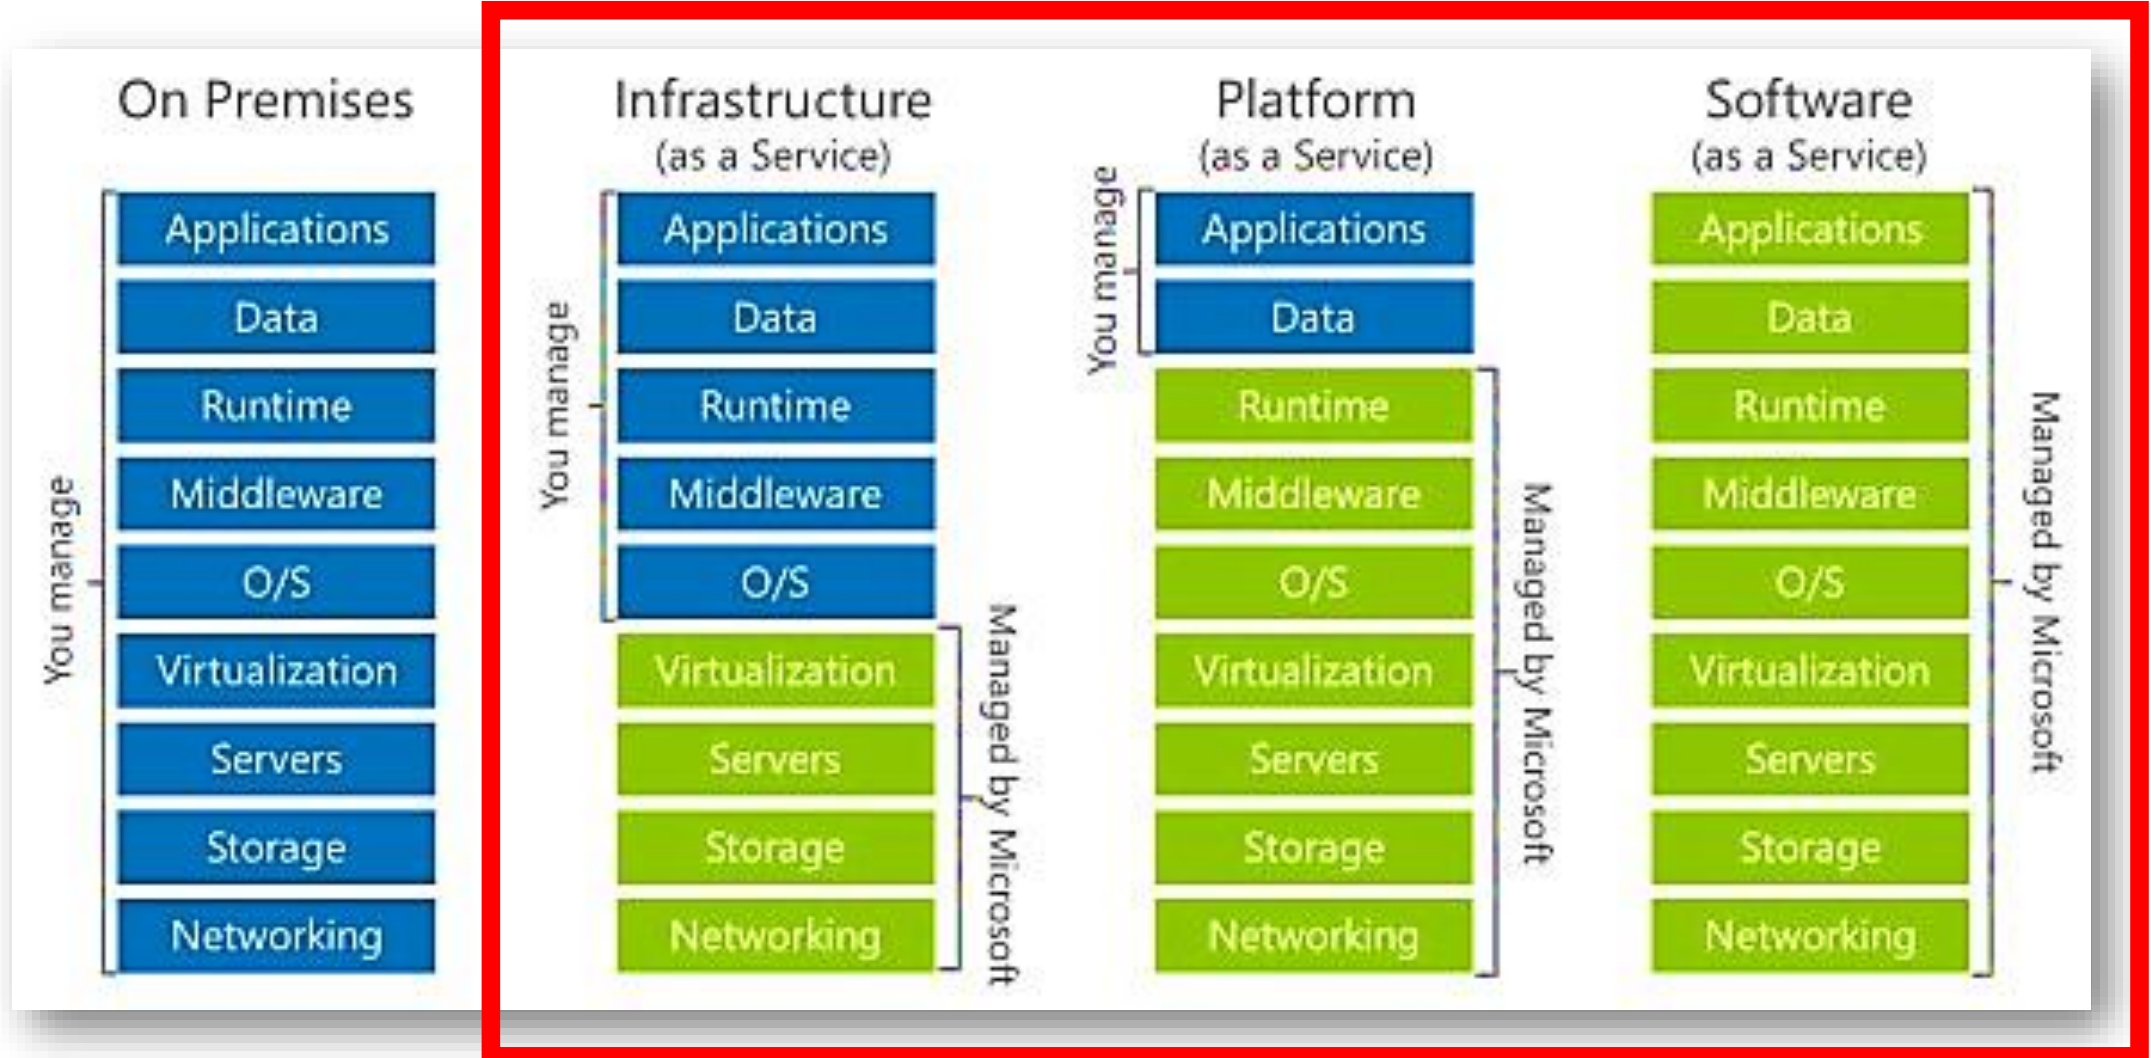 On Premises
You manage
Applications
Data
Runtime
Middleware
O/S
Virtualization
Servers
Storage
Networking
Infrastructure
(as a Service)
You manage
Applications
Data
Runtime
Middleware
O/S
Virtualization
Servers
Storage
Networking
Managed by Microsoft
Platform
(as a Service)
You manage
Applications
Data
Runtime
Middleware
O/S
Virtualization
Servers
Storage
Networking
Managed by Microsoft
Software
(as a Service)
Applications
Data
Runtime
Middleware
O/S
Virtualization
Servers
Storage
Networking
Managed by Microsoft